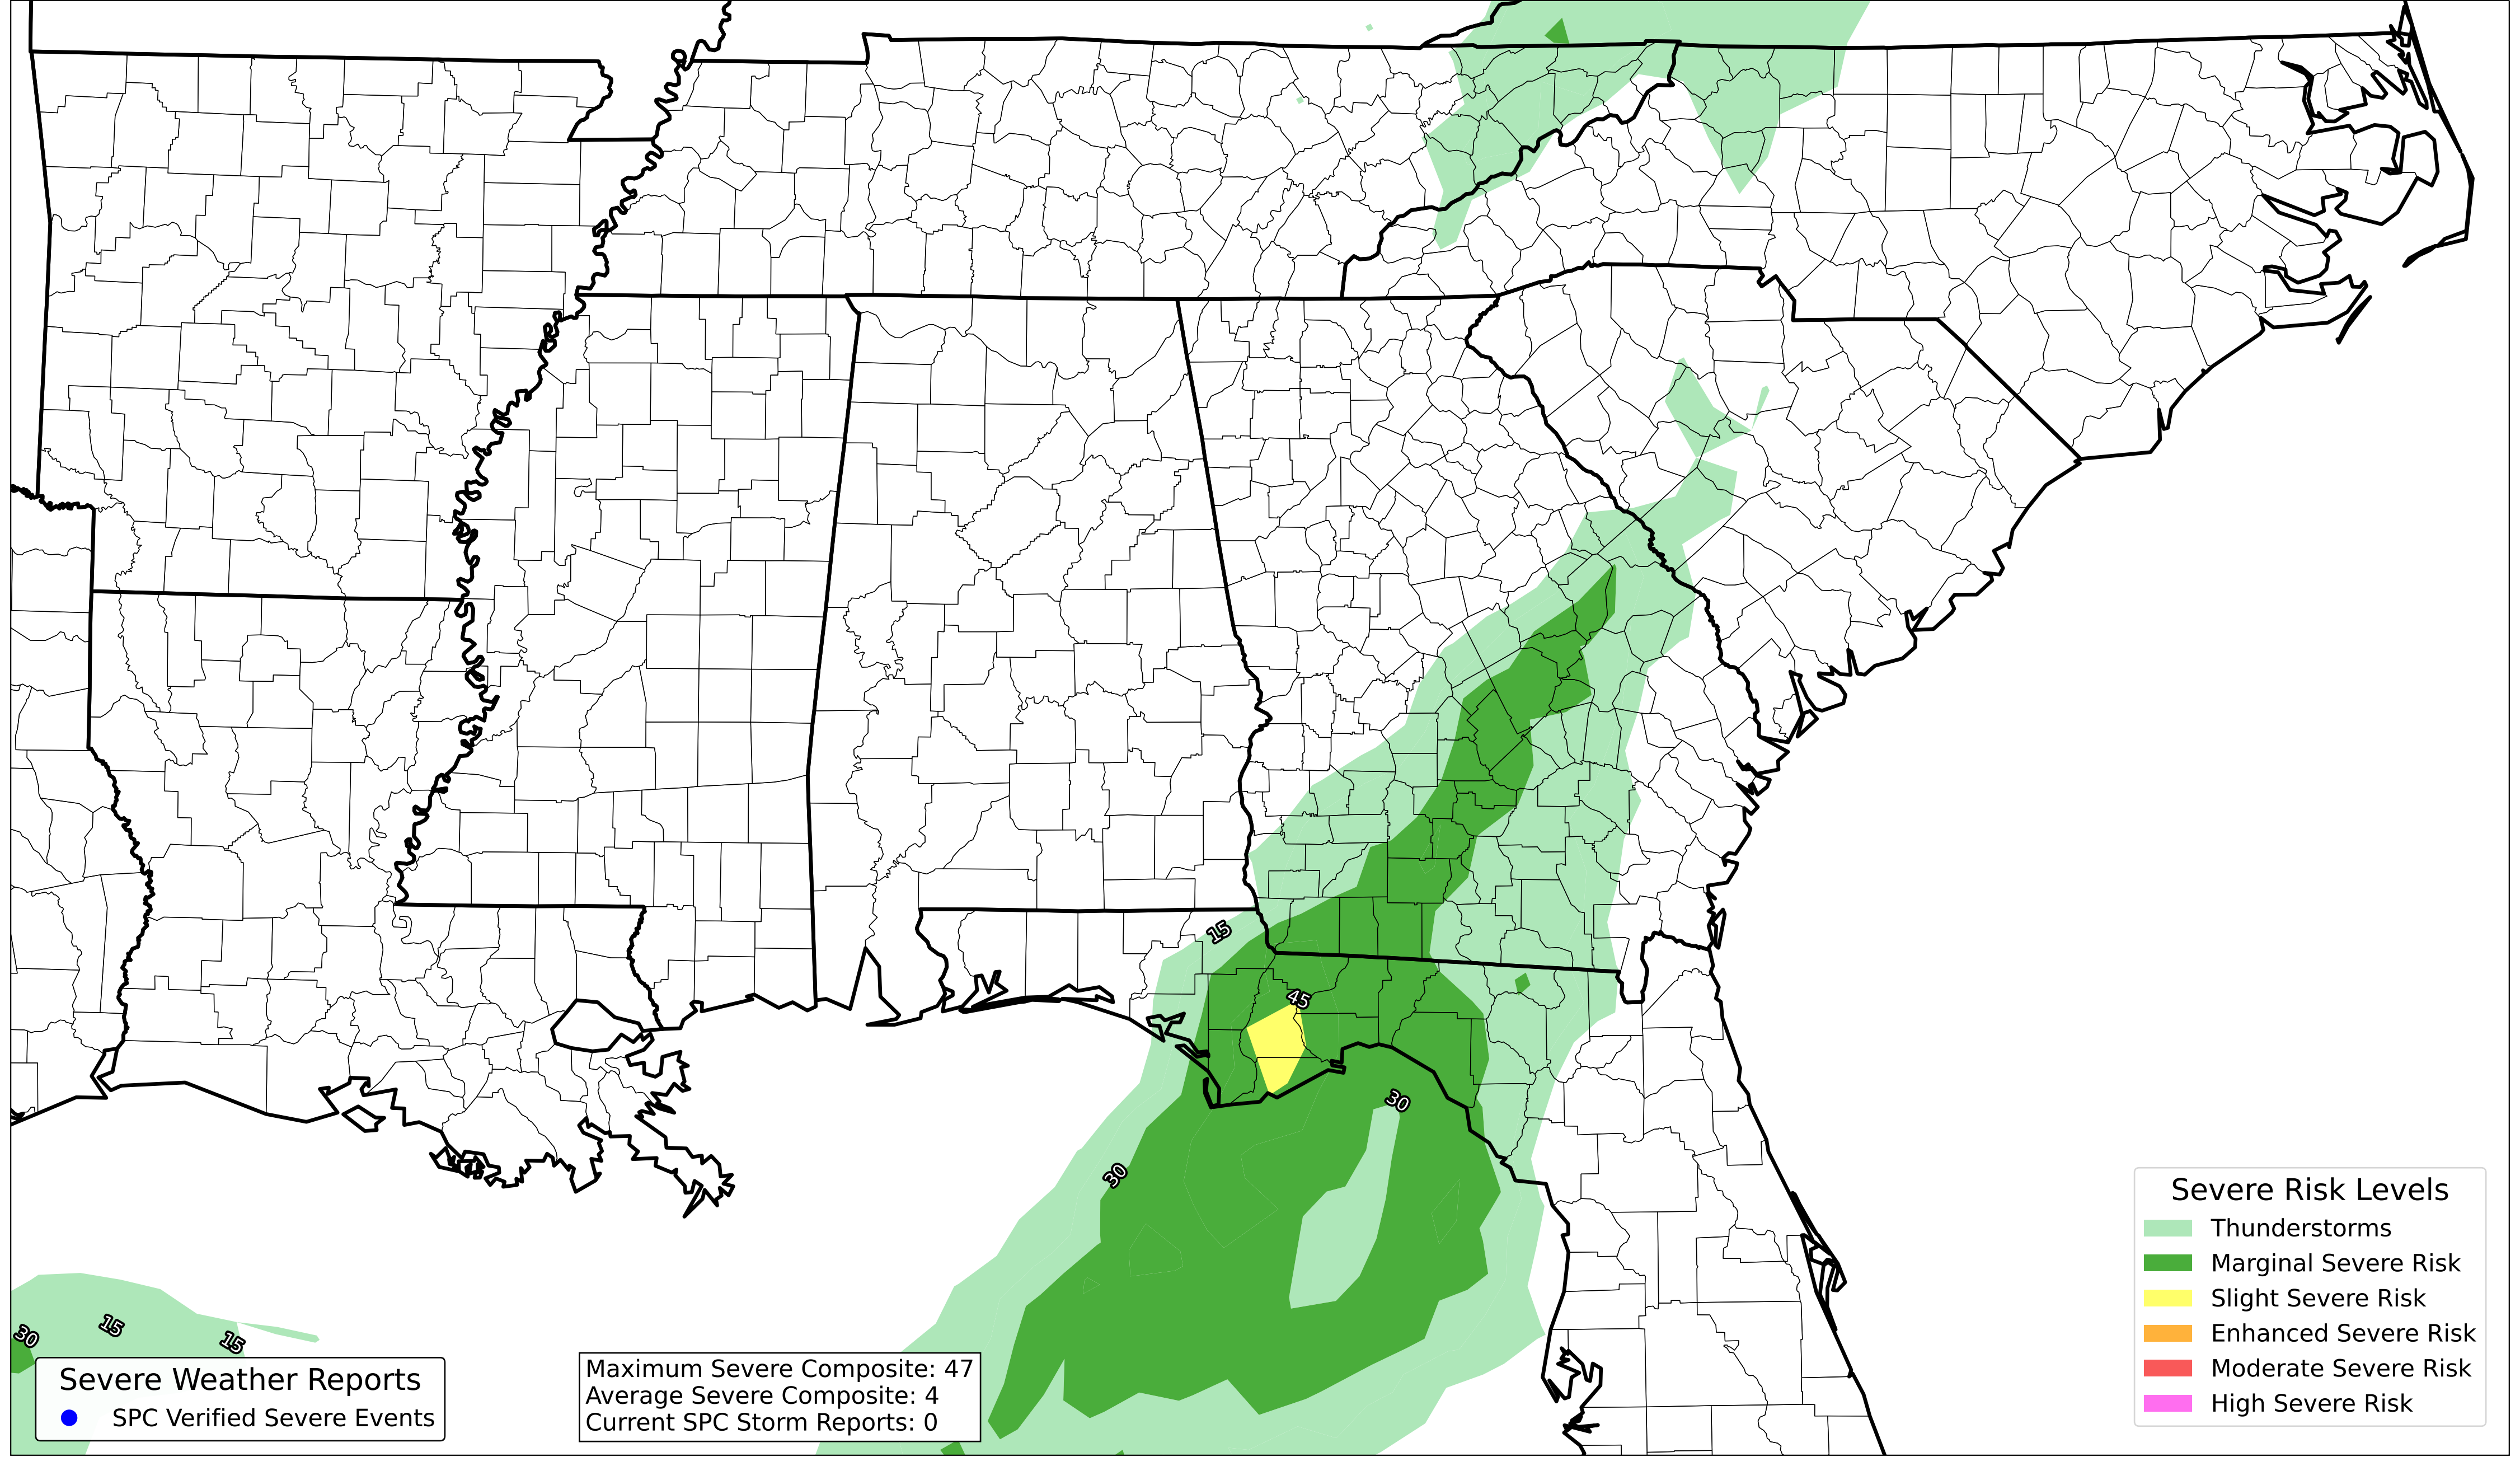 15
45
30
30
15
15
30
Severe Risk Levels
Thunderstorms
Marginal Severe Risk
Slight Severe Risk
Enhanced Severe Risk
Moderate Severe Risk
High Severe Risk
Severe Weather Reports
SPC Verified Severe Events
Maximum Severe Composite: 47
Average Severe Composite: 4
Current SPC Storm Reports: 0